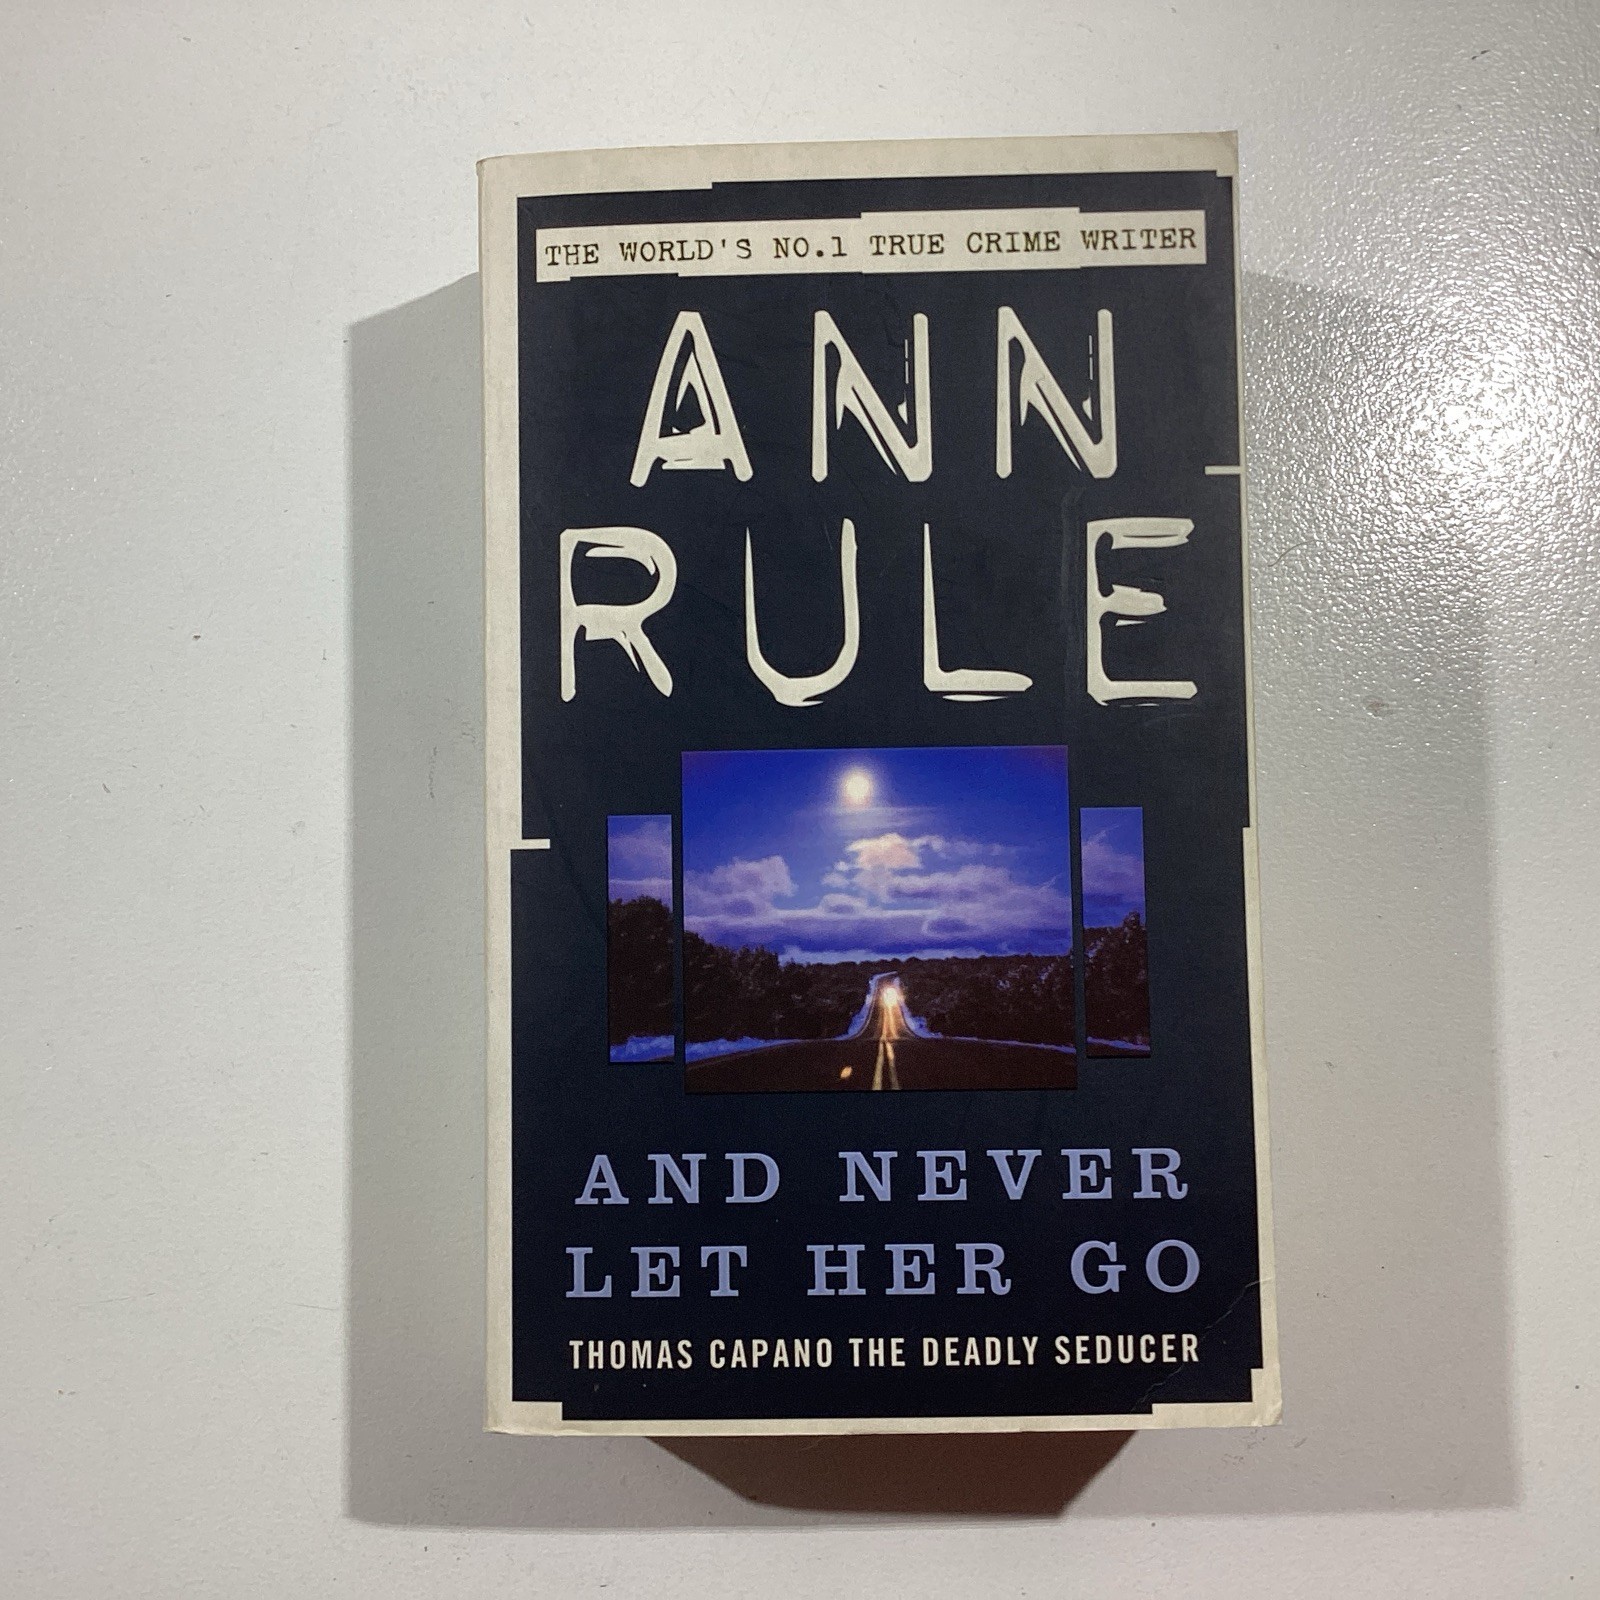 THE WORLD'S NO.1 TRUE CRIME WRITER
ANN
RULE
AND NEVER
LET HER GO
THOMAS CAPANO THE DEADLY SEDUCER